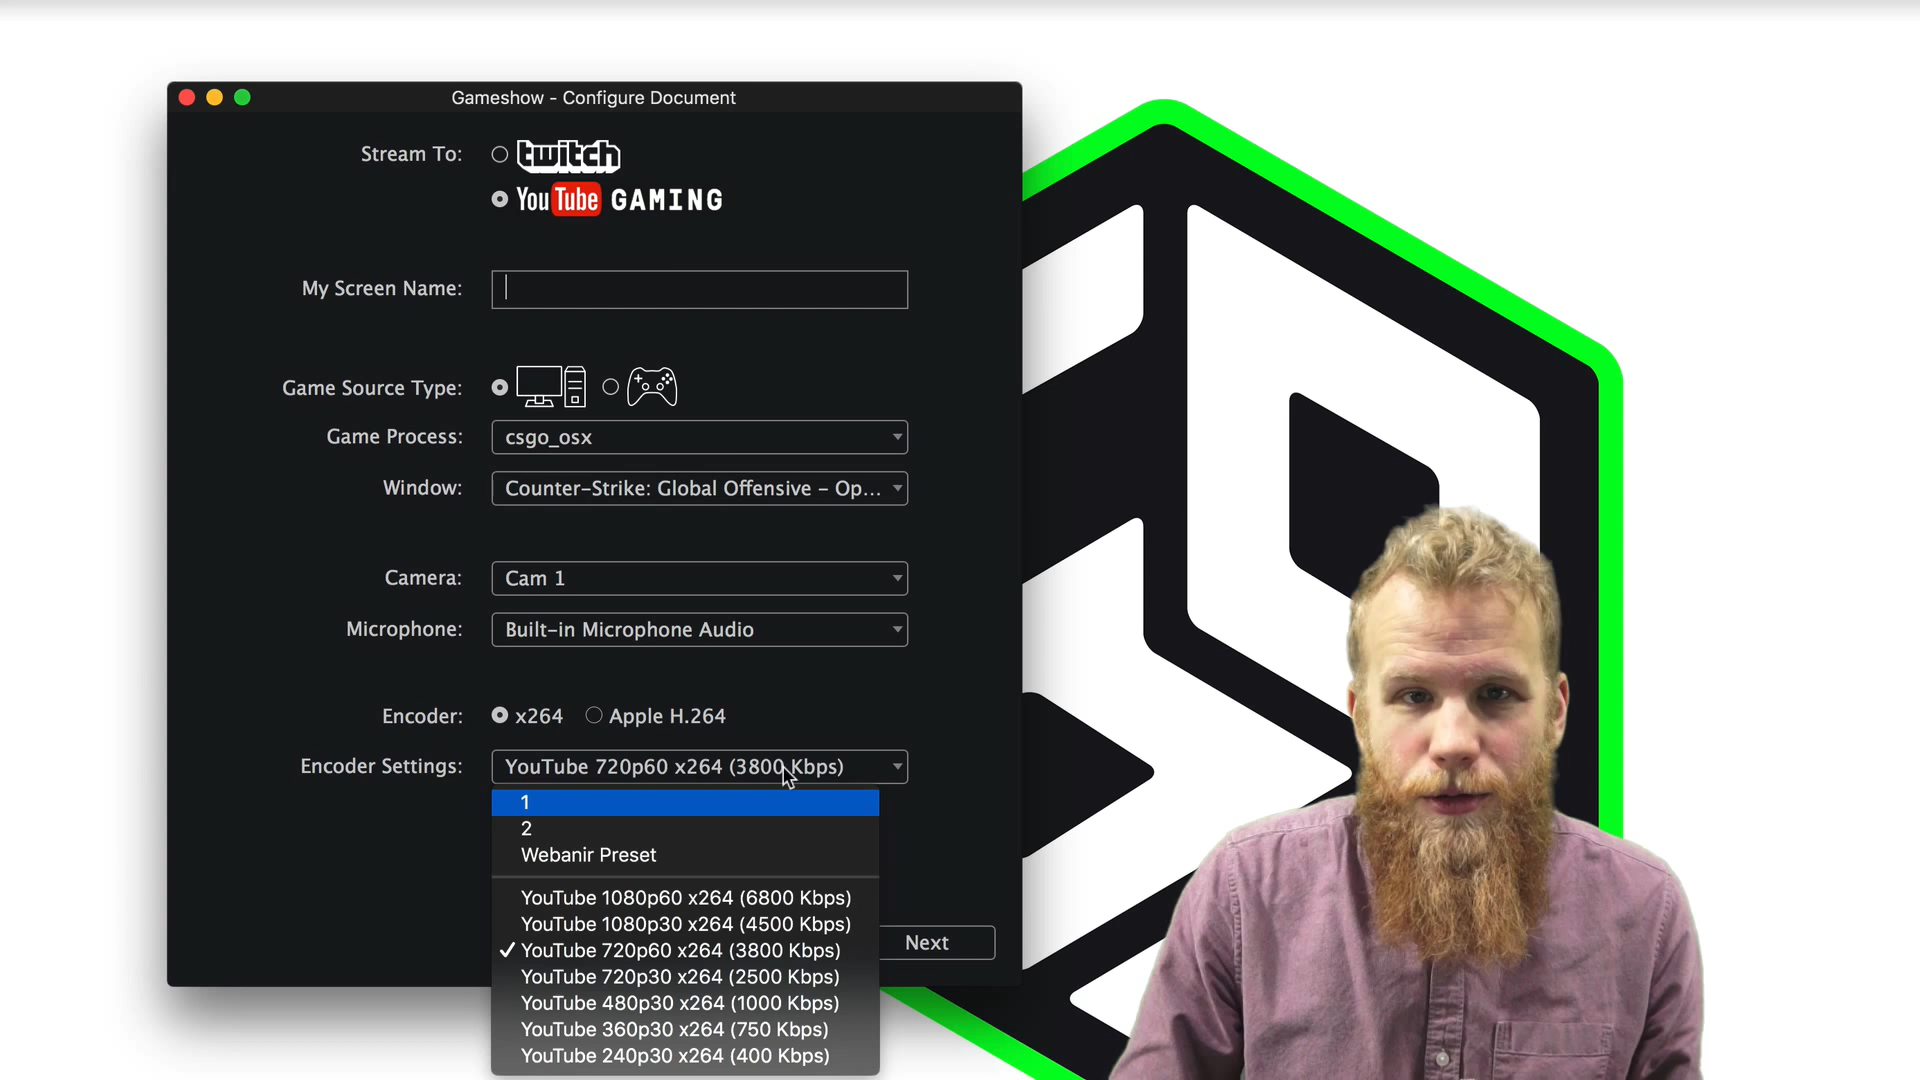 Gameshow - Configure Document
Stream To:
twitch
YouTube GAMING
My Screen Name:
Game Source Type:
Game Process: csgo_osx
Window: Counter-Strike: Global Offensive - Op...
Camera: Cam 1
Microphone: Built-in Microphone Audio
Encoder: x264 Apple H.264
Encoder Settings: YouTube 720p60 x264 (3800 Kbps)
1
2
Webanir Preset
YouTube 1080p60 x264 (6800 Kbps)
YouTube 1080p30 x264 (4500 Kbps)
✓ YouTube 720p60 x264 (3800 Kbps)
YouTube 720p30 x264 (2500 Kbps)
YouTube 480p30 x264 (1000 Kbps)
YouTube 360p30 x264 (750 Kbps)
YouTube 240p30 x264 (400 Kbps)
Next